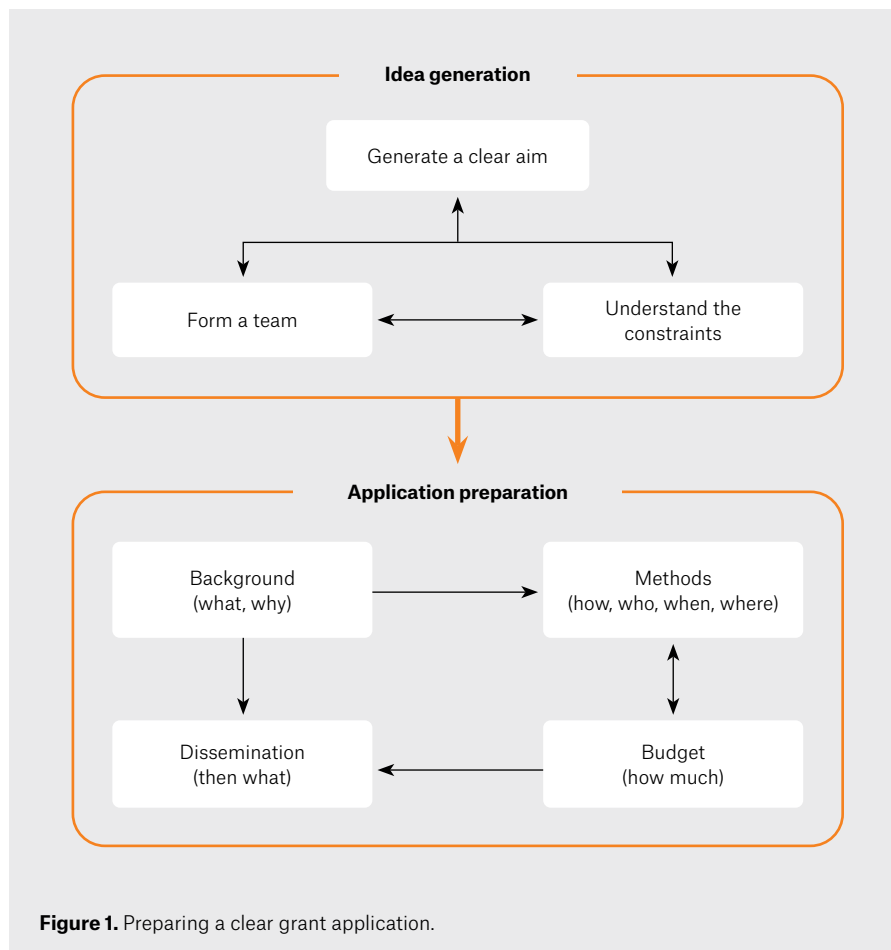 Idea generation
Generate a clear aim
Form a team
Understand the
constraints
Application preparation
Background
(what, why)
Methods
(how, who, when, where)
Dissemination
(then what)
Budget
(how much)
Figure 1. Preparing a clear grant application.